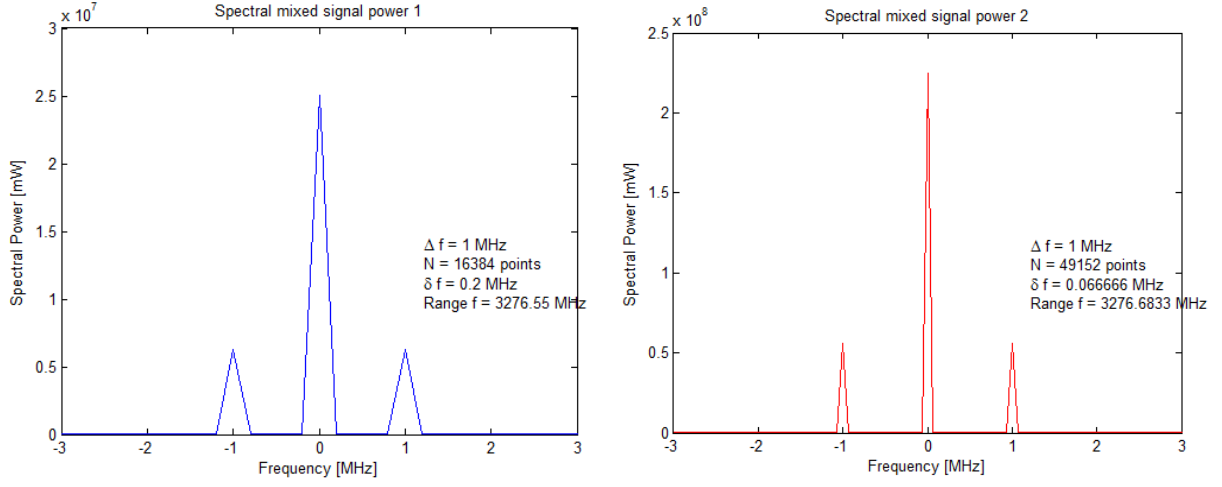 Spectral mixed signal power 1
x 10^7
3
2.5
2
1.5
1
0.5
0
-3 -2 -1 0 1 2 3
Spectral Power [mW]
Frequency [MHz]
Δ f = 1 MHz
N = 16384 points
δ f = 0.2 MHz
Range f = 3276.55 MHz
Spectral mixed signal power 2
x 10^8
2.5
2
1.5
1
0.5
0
-3 -2 -1 0 1 2 3
Spectral Power [mW]
Frequency [MHz]
Δ f = 1 MHz
N = 49152 points
δ f = 0.066666 MHz
Range f = 3276.6833 MHz